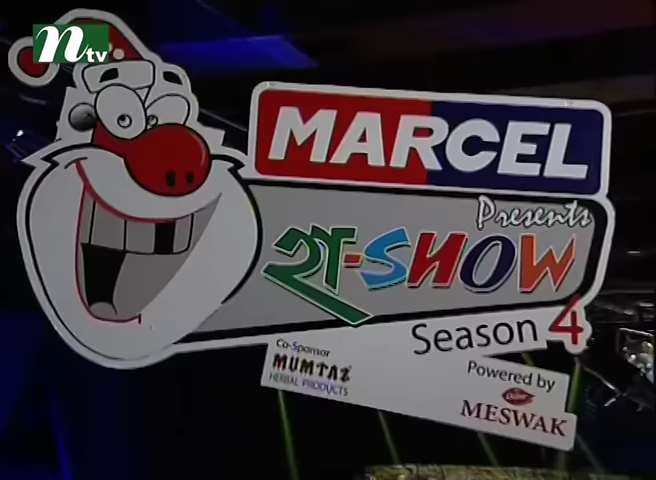 ntv
MARCEL
Presents
হা-SHOW
Season 4
Co-Sponsor
MUMTAZ
HERBAL PRODUCTS
Powered by
Dabur
MESWAK